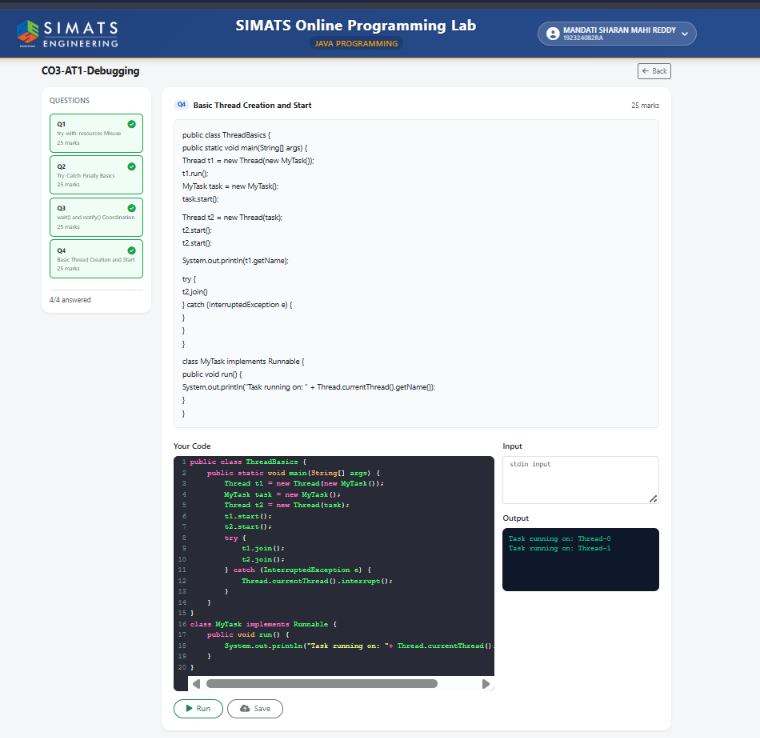 SIMATS
ENGINEERING
SIMATS Online Programming Lab
JAVA PROGRAMMING
MANDATI SHARAN MAHI REDDY
192324082RA
CO3-AT1-Debugging
← Back
QUESTIONS
Q1
try-with-resources Misuse
25 marks
Q2
Try-Catch-Finally Basics
25 marks
Q3
wait() and notify() Coordination
25 marks
Q4
Basic Thread Creation and Start
25 marks
4/4 answered
Q4 Basic Thread Creation and Start
25 marks
public class ThreadBasics {
public static void main(String[] args) {
Thread t1 = new Thread(new MyTask());
t1.run();
MyTask task = new MyTask();
task.start();
Thread t2 = new Thread(task);
t2.start();
t2.start();
System.out.println(t1.getName);
try {
t2.join()
} catch (InterruptedException e) {
}
}
}
class MyTask implements Runnable {
public void run() {
System.out.println("Task running on: " + Thread.currentThread().getName());
}
}
Your Code
1 public class ThreadBasics {
2 public static void main(String[] args) {
3 Thread t1 = new Thread(new MyTask());
4 MyTask task = new MyTask();
5 Thread t2 = new Thread(task);
6 t1.start();
7 t2.start();
8 try {
9 t1.join();
10 t2.join();
11 } catch (InterruptedException e) {
12 Thread.currentThread().interrupt();
13 }
14 }
15 }
16 class MyTask implements Runnable {
17 public void run() {
18 System.out.println("Task running on: "+ Thread.currentThread().
19 }
20 }
Input
stdin input
Output
Task running on: Thread-0
Task running on: Thread-1
Run
Save